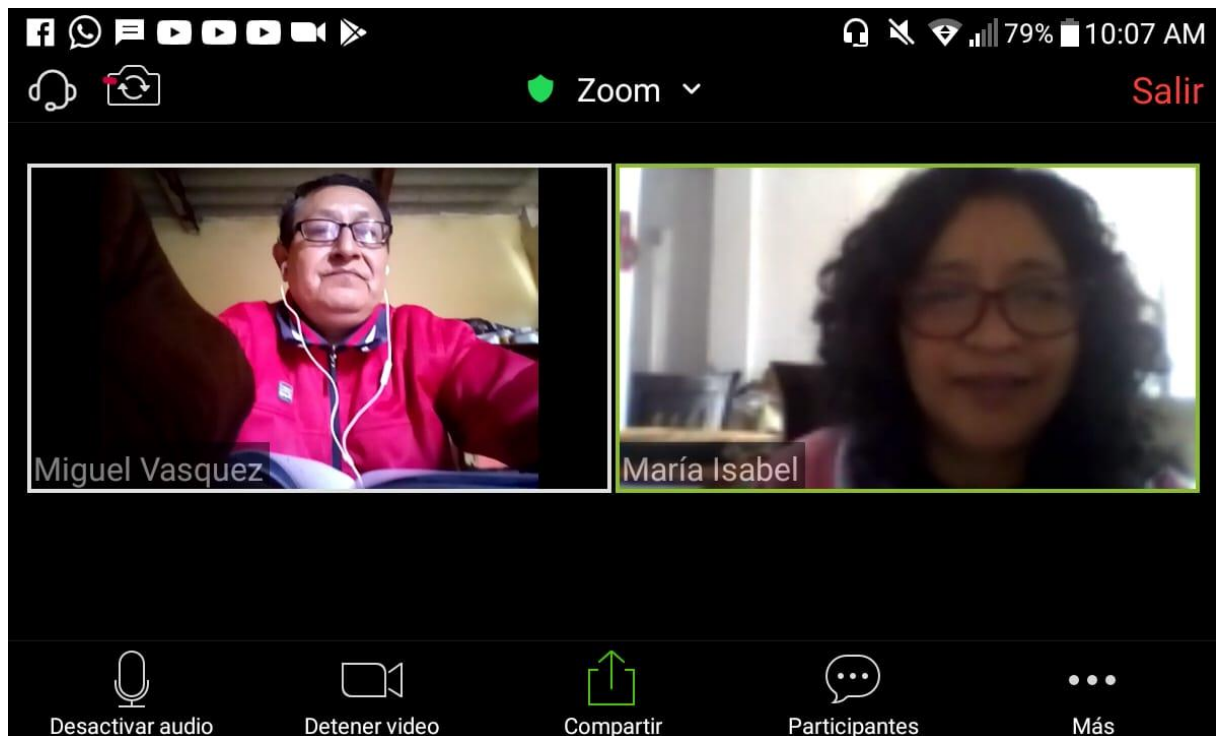 79% 10:07 AM
Zoom
Salir
Miguel Vasquez
María Isabel
Desactivar audio
Detener video
Compartir
Participantes
Más